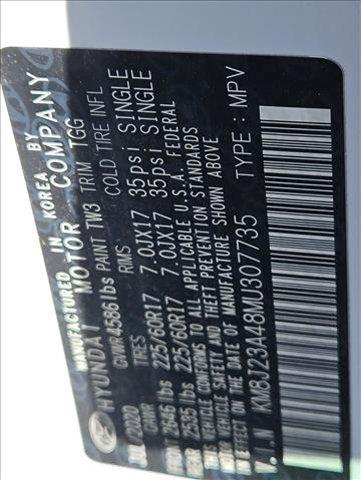 MANUFACTURED IN KOREA BY
HYUNDAI MOTOR COMPANY
JUL/2020 GVWR 4586 lbs PAINT TW3 TRIM TGG
GAWR TIRES RIMS COLD TIRE INFL
2646 lbs 225/60R17 7.0JX17 35psi SINGLE
2535 lbs 225/60R17 7.0JX17 35psi SINGLE
THIS VEHICLE CONFORMS TO ALL APPLICABLE U.S.A. FEDERAL
MOTOR VEHICLE SAFETY AND THEFT PREVENTION STANDARDS
IN EFFECT ON THE DATE OF MANUFACTURE SHOWN ABOVE
V.I.N KM8J23A48MU307735 TYPE : MPV